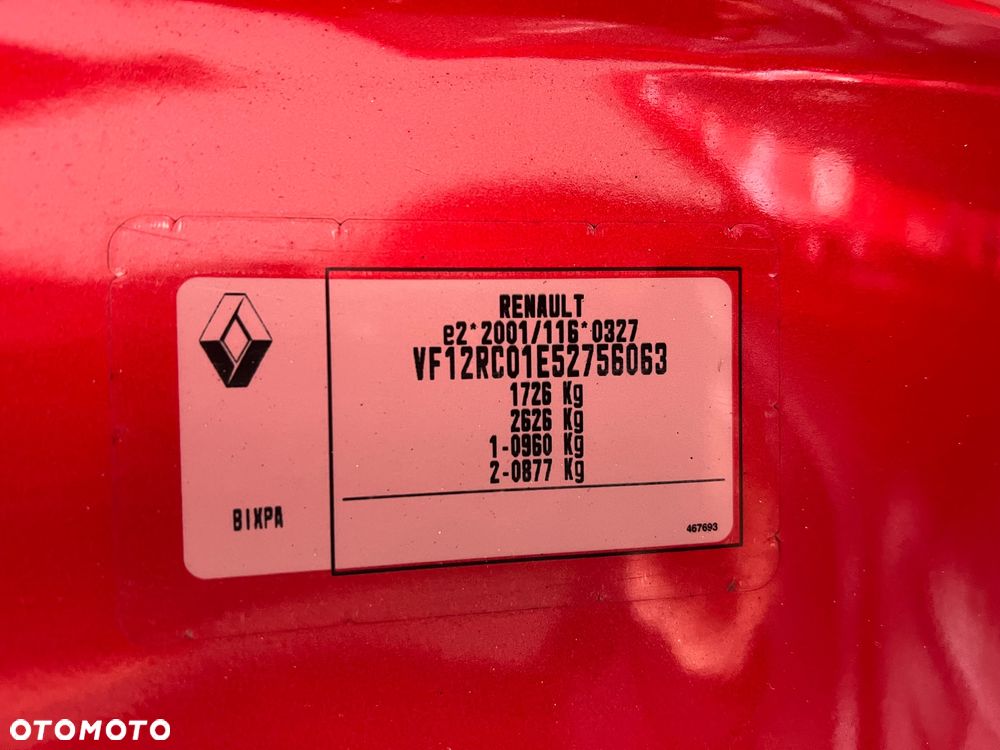 RENAULT
e2*2001/116*0327
VF12RC01E52756063
1726 Kg
2626 Kg
1-0960 Kg
2-0877 Kg
BIXPA
467693
OTOMOTO